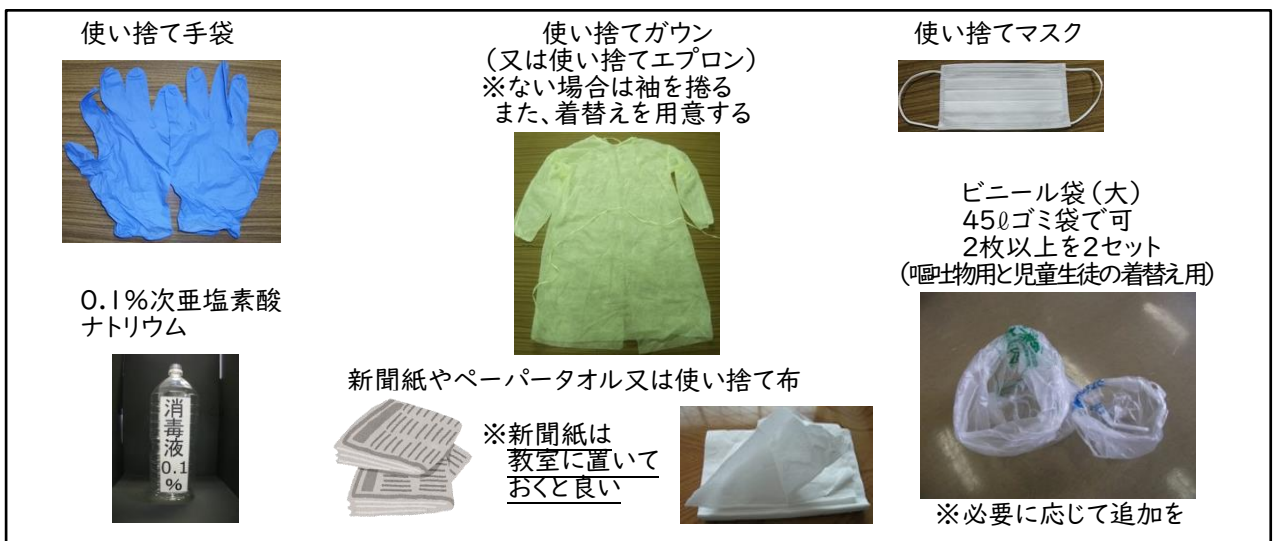 使い捨て手袋
使い捨てガウン
(又は使い捨てエプロン)
※ない場合は袖を捲る
また、着替えを用意する
使い捨てマスク
ビニール袋(大)
45ℓゴミ袋で可
2枚以上を2セット
(嘔吐物用と児童生徒の着替え用)
0.1%次亜塩素酸
ナトリウム
消毒液0.1%
新聞紙やペーパータオル又は使い捨て布
※新聞紙は
教室に置いて
おくと良い
※必要に応じて追加を